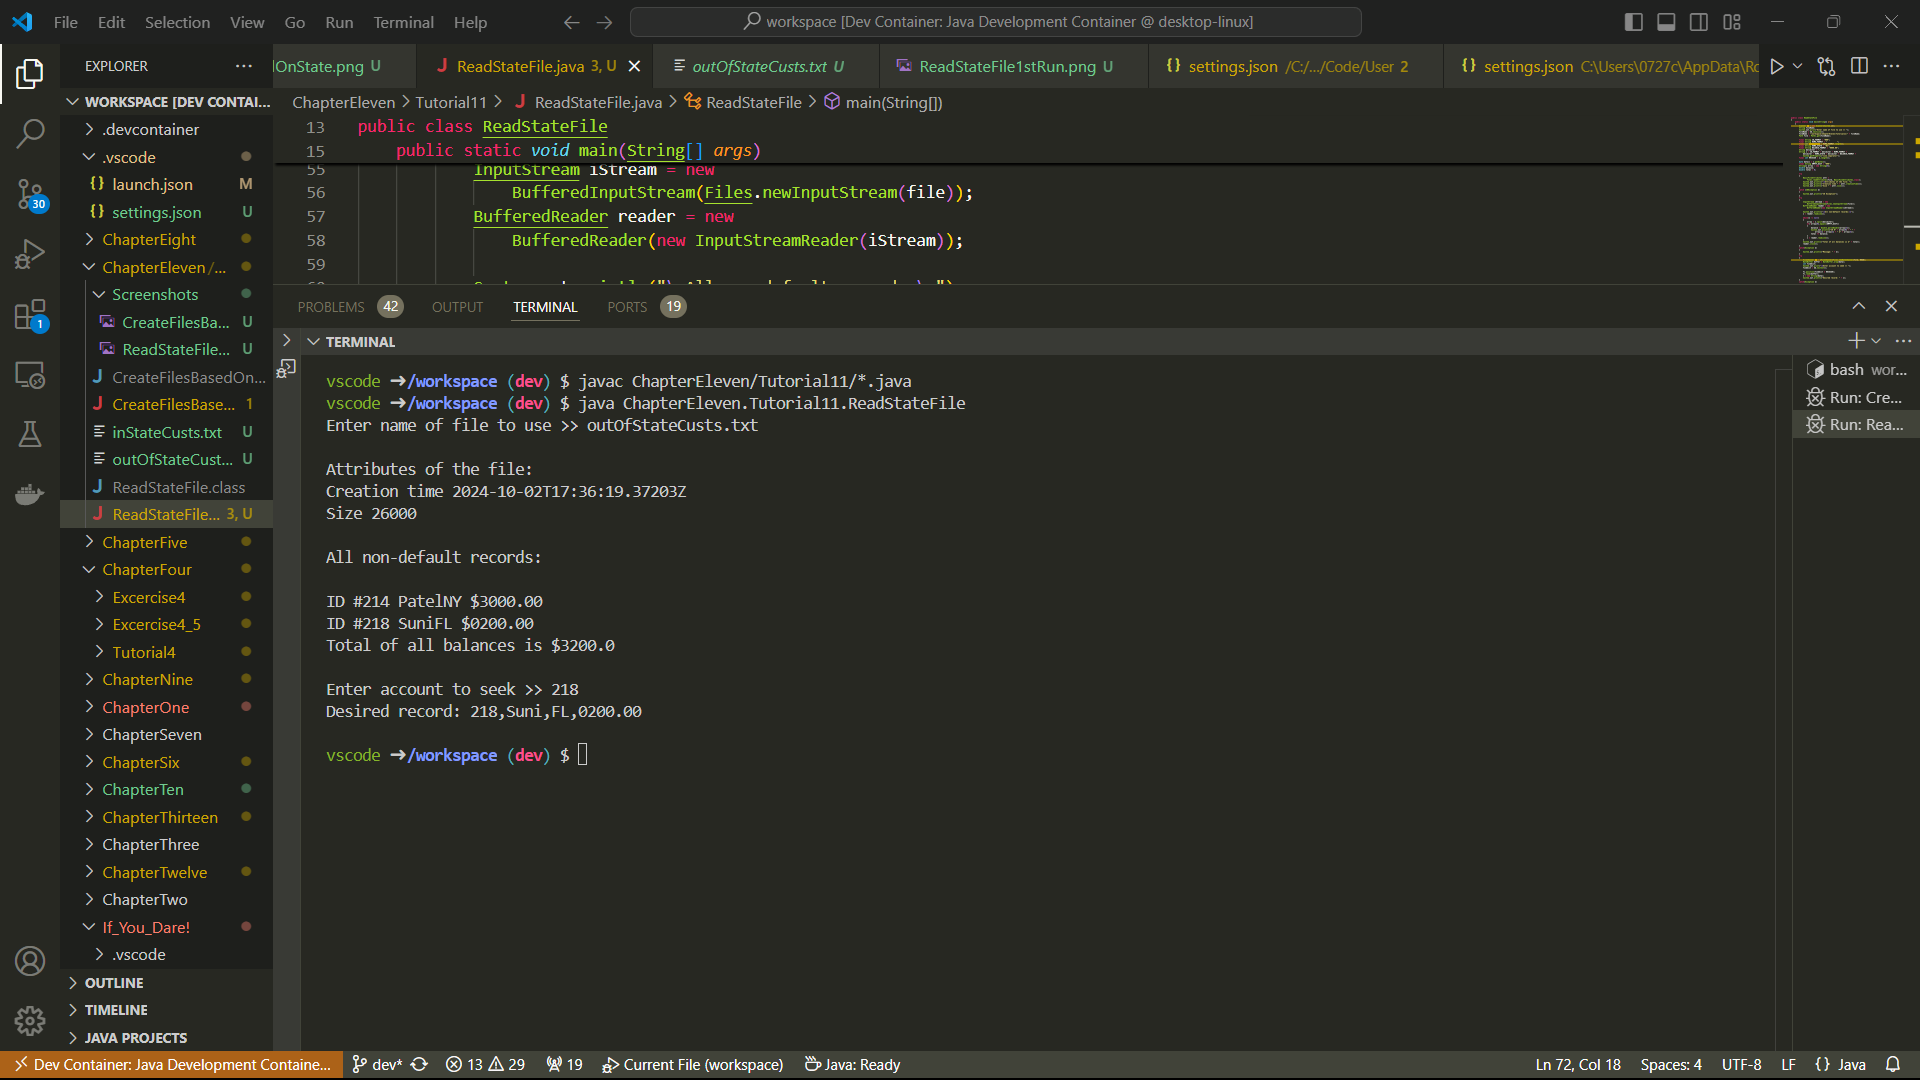 File Edit Selection View Go Run Terminal Help
workspace [Dev Container: Java Development Container @ desktop-linux]
EXPLORER
OnState.png U
ReadStateFile.java 3, U
outOfStateCusts.txt U
ReadStateFile1stRun.png U
settings.json /C:/.../Code/User 2
settings.json C:\Users\0727c\AppData\Ro
WORKSPACE [DEV CONTAI...
.devcontainer
.vscode
launch.json M
settings.json U
ChapterEight
ChapterEleven /...
Screenshots
CreateFilesBa... U
ReadStateFile... U
CreateFilesBasedOn...
CreateFilesBase... 1
inStateCusts.txt U
outOfStateCust... U
ReadStateFile.class
ReadStateFile... 3, U
ChapterFive
ChapterFour
Excercise4
Excercise4_5
Tutorial4
ChapterNine
ChapterOne
ChapterSeven
ChapterSix
ChapterTen
ChapterThirteen
ChapterThree
ChapterTwelve
ChapterTwo
If_You_Dare!
.vscode
OUTLINE
TIMELINE
JAVA PROJECTS
30
1
ChapterEleven > Tutorial11 > ReadStateFile.java > ReadStateFile > main(String[])
13 public class ReadStateFile
15 public static void main(String[] args)
55 InputStream iStream = new
56 BufferedInputStream(Files.newInputStream(file));
57 BufferedReader reader = new
58 BufferedReader(new InputStreamReader(iStream));
59
PROBLEMS 42 OUTPUT TERMINAL PORTS 19
TERMINAL
vscode ➜/workspace (dev) $ javac ChapterEleven/Tutorial11/*.java
vscode ➜/workspace (dev) $ java ChapterEleven.Tutorial11.ReadStateFile
Enter name of file to use >> outOfStateCusts.txt
Attributes of the file:
Creation time 2024-10-02T17:36:19.37203Z
Size 26000
All non-default records:
ID #214 PatelNY $3000.00
ID #218 SuniFL $0200.00
Total of all balances is $3200.0
Enter account to seek >> 218
Desired record: 218,Suni,FL,0200.00
vscode ➜/workspace (dev) $
bash wor...
Run: Cre...
Run: Rea...
Dev Container: Java Development Containe... dev* 13 29 19 Current File (workspace) Java: Ready Ln 72, Col 18 Spaces: 4 UTF-8 LF {} Java